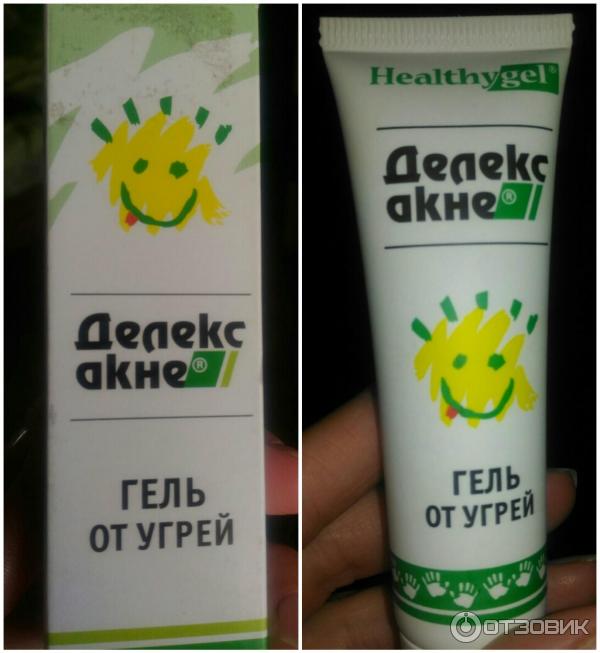 Делекс
акне®
ГЕЛЬ
ОТ УГРЕЙ
Healthygel®
Делекс
акне®
ГЕЛЬ
ОТ УГРЕЙ
ОТЗОВИК